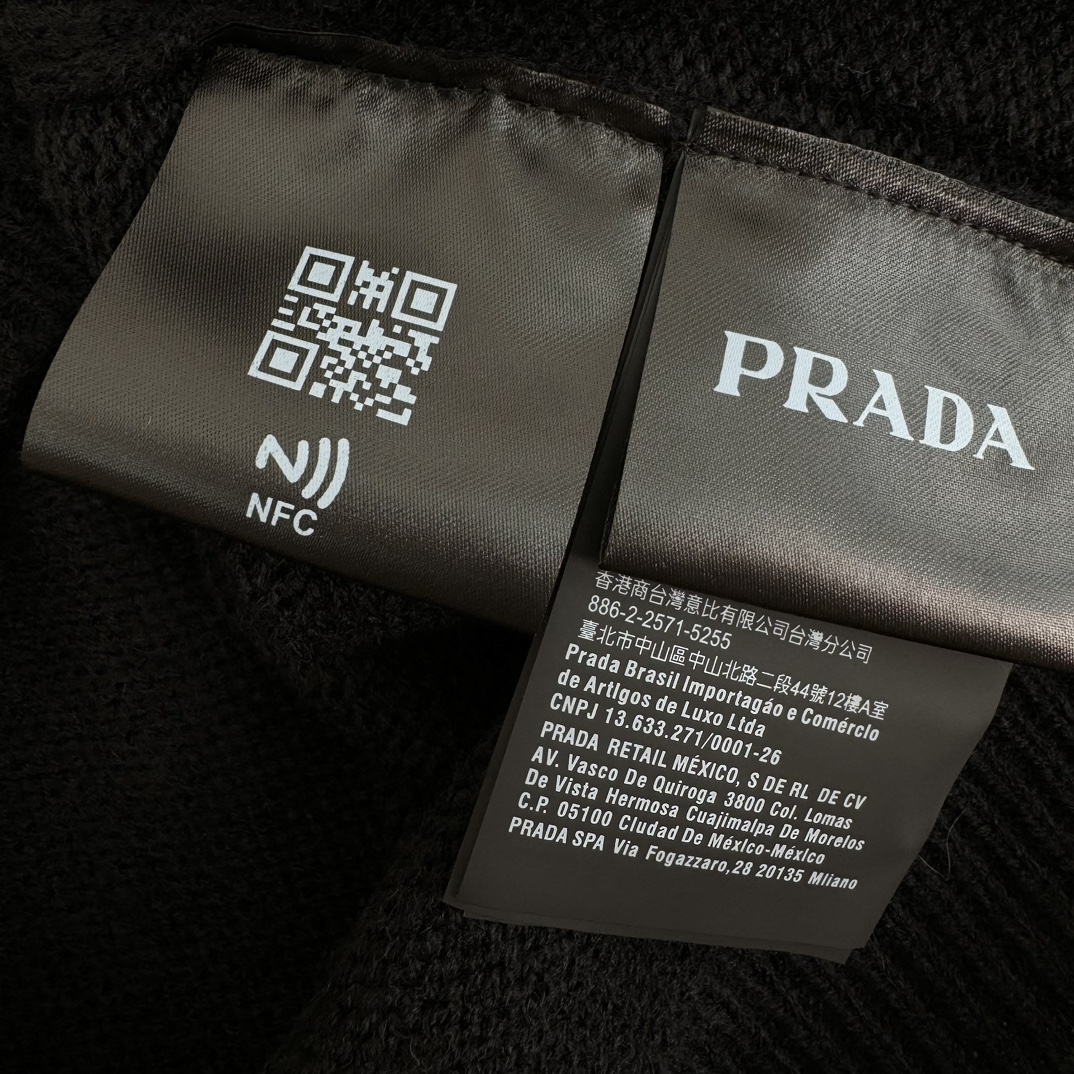 NFC
PRADA
香港商台灣意比有限公司台灣分公司
886-2-2571-5255
臺北市中山區中山北路二段44號12樓A室
Prada Brasil Importagáo e Comérclo
de ArtIgos de Luxo Ltda
CNPJ 13.633.271/0001-26
PRADA RETAIL MÉXICO, S DE RL DE CV
AV. Vasco De Quiroga 3800 Col. Lomas
De Vista Hermosa Cuajimalpa De Morelos
C.P. 05100 Cludad De México-México
PRADA SPA Via Fogazzaro,28 20135 Mliano